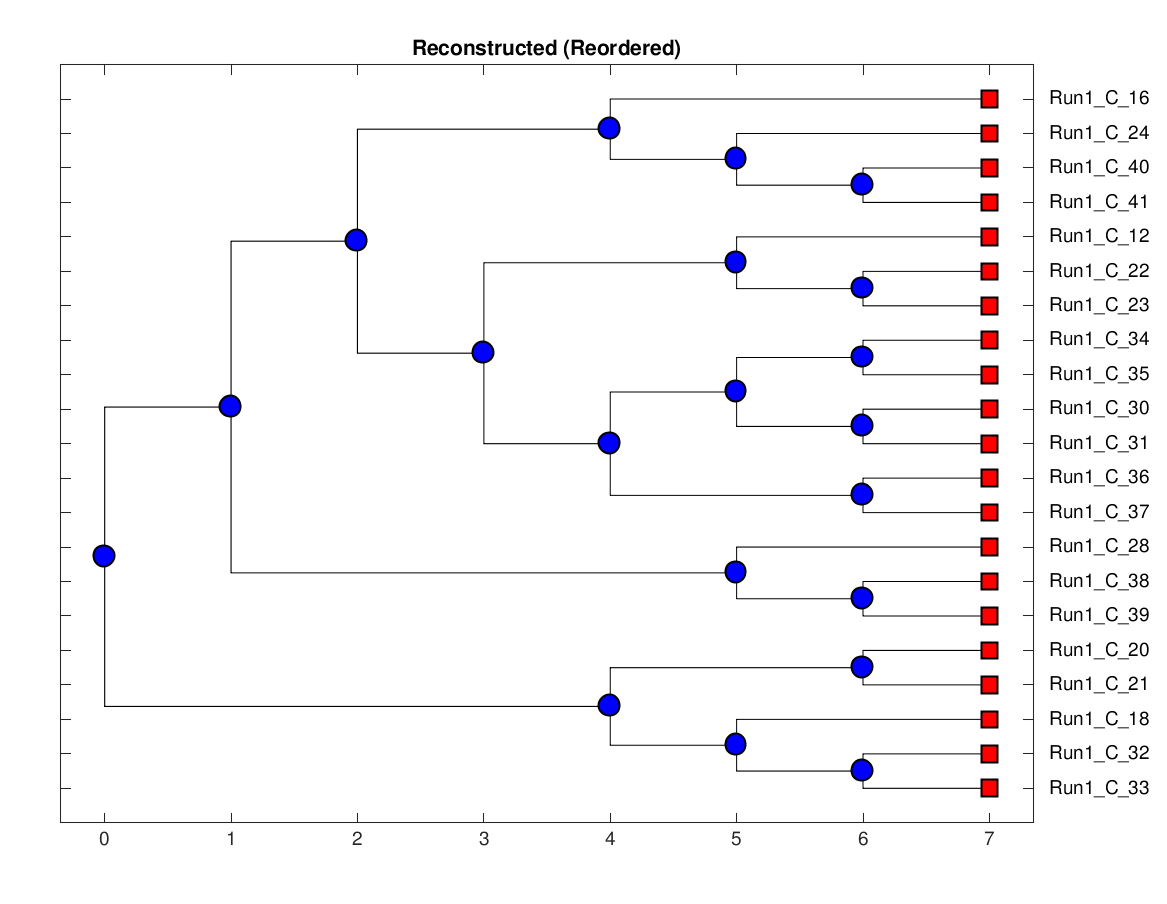 Reconstructed (Reordered)
Run1_C_16
Run1_C_24
Run1_C_40
Run1_C_41
Run1_C_12
Run1_C_22
Run1_C_23
Run1_C_34
Run1_C_35
Run1_C_30
Run1_C_31
Run1_C_36
Run1_C_37
Run1_C_28
Run1_C_38
Run1_C_39
Run1_C_20
Run1_C_21
Run1_C_18
Run1_C_32
Run1_C_33
0 1 2 3 4 5 6 7